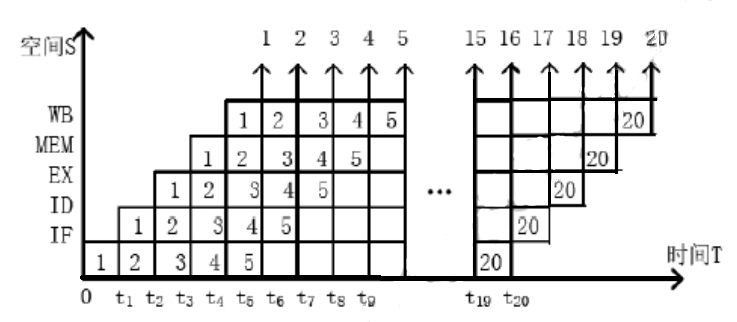 1 2 3 4 5 15 16 17 18 19 20
空间S
WB 1 2 3 4 5 20
MEM 1 2 3 4 5 20
EX 1 2 3 4 5 20
ID 1 2 3 4 5 20
IF 1 2 3 4 5 20
...
时间T
0 t1 t2 t3 t4 t5 t6 t7 t8 t9 t19 t20